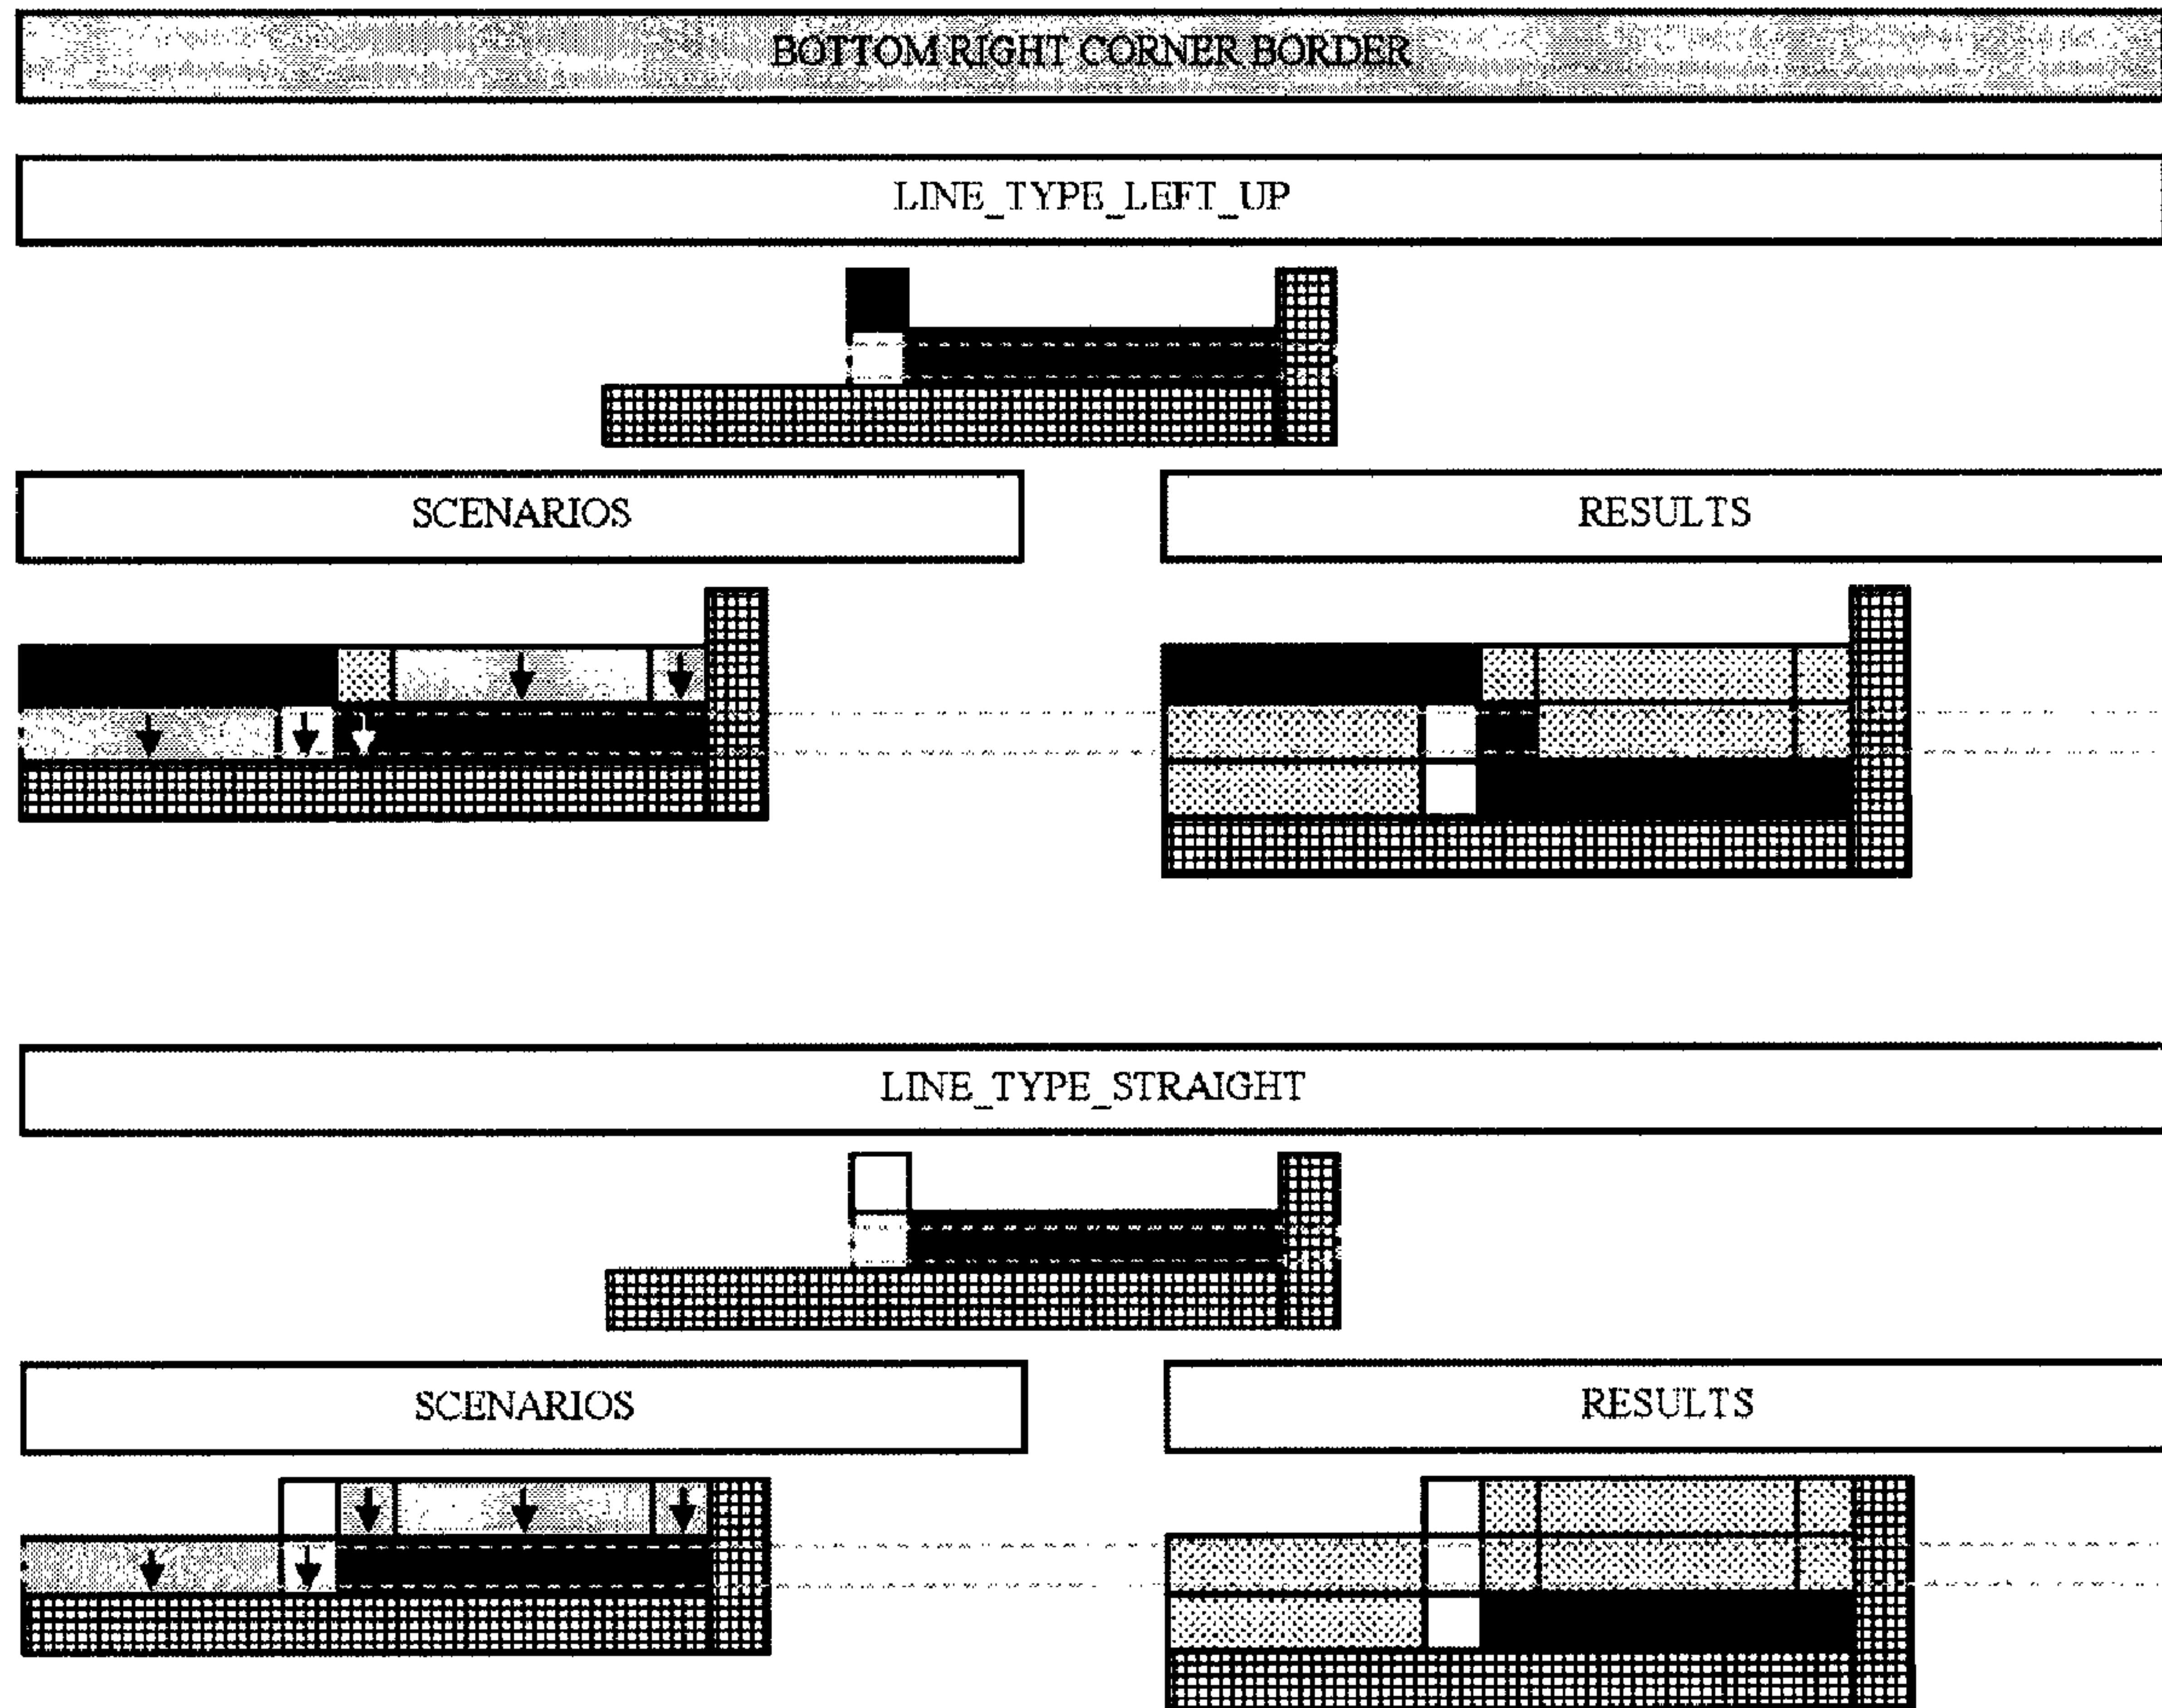 BOTTOM RIGHT CORNER BORDER
LINE_TYPE_LEFT_UP
SCENARIOS
RESULTS
LINE_TYPE_STRAIGHT
SCENARIOS
RESULTS